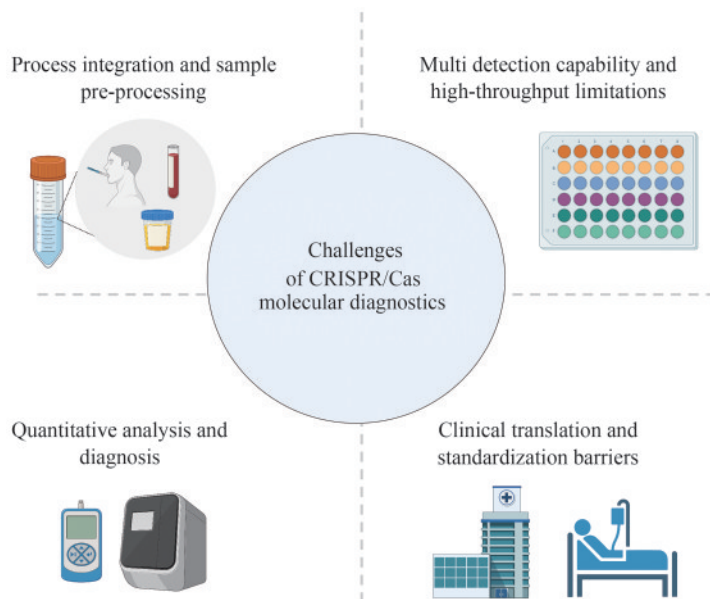 Process integration and sample
pre-processing
Multi detection capability and
high-throughput limitations
Challenges
of CRISPR/Cas
molecular diagnostics
Quantitative analysis and
diagnosis
Clinical translation and
standardization barriers